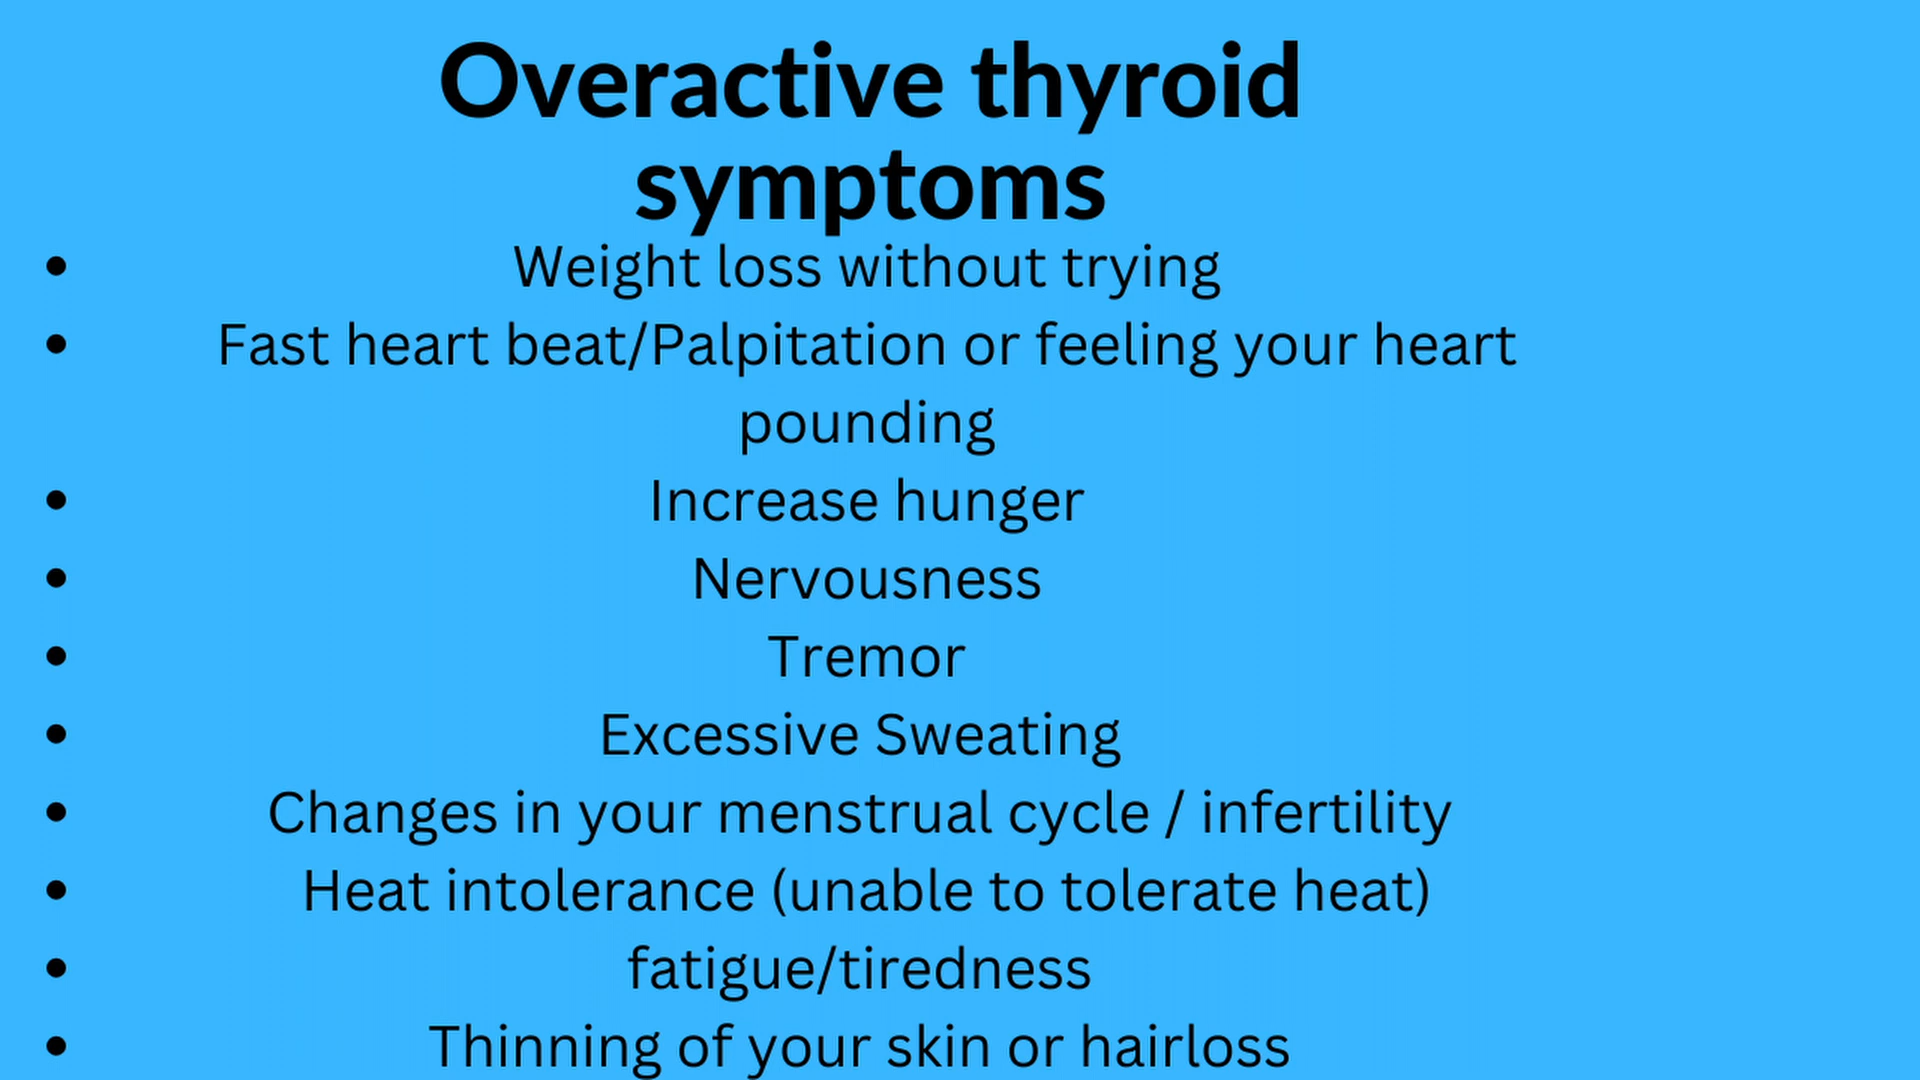 Overactive thyroid
symptoms
• Weight loss without trying
• Fast heart beat/Palpitation or feeling your heart
pounding
• Increase hunger
• Nervousness
• Tremor
• Excessive Sweating
• Changes in your menstrual cycle / infertility
• Heat intolerance (unable to tolerate heat)
• fatigue/tiredness
• Thinning of your skin or hairloss